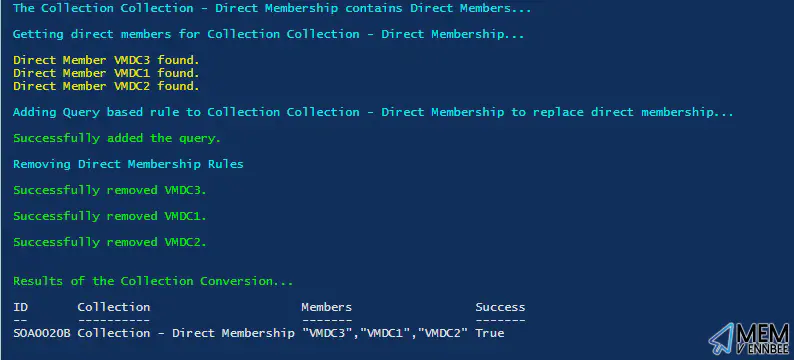 The Collection Collection - Direct Membership contains Direct Members...
Getting direct members for Collection Collection - Direct Membership...
Direct Member VMDC3 found.
Direct Member VMDC1 found.
Direct Member VMDC2 found.
Adding Query based rule to Collection Collection - Direct Membership to replace direct membership...
Successfully added the query.
Removing Direct Membership Rules
Successfully removed VMDC3.
Successfully removed VMDC1.
Successfully removed VMDC2.
Results of the Collection Conversion...
ID Collection Members Success
-- ---------- ------- -------
SOA0020B Collection - Direct Membership "VMDC3","VMDC1","VMDC2" True
MEM
VENNBEE